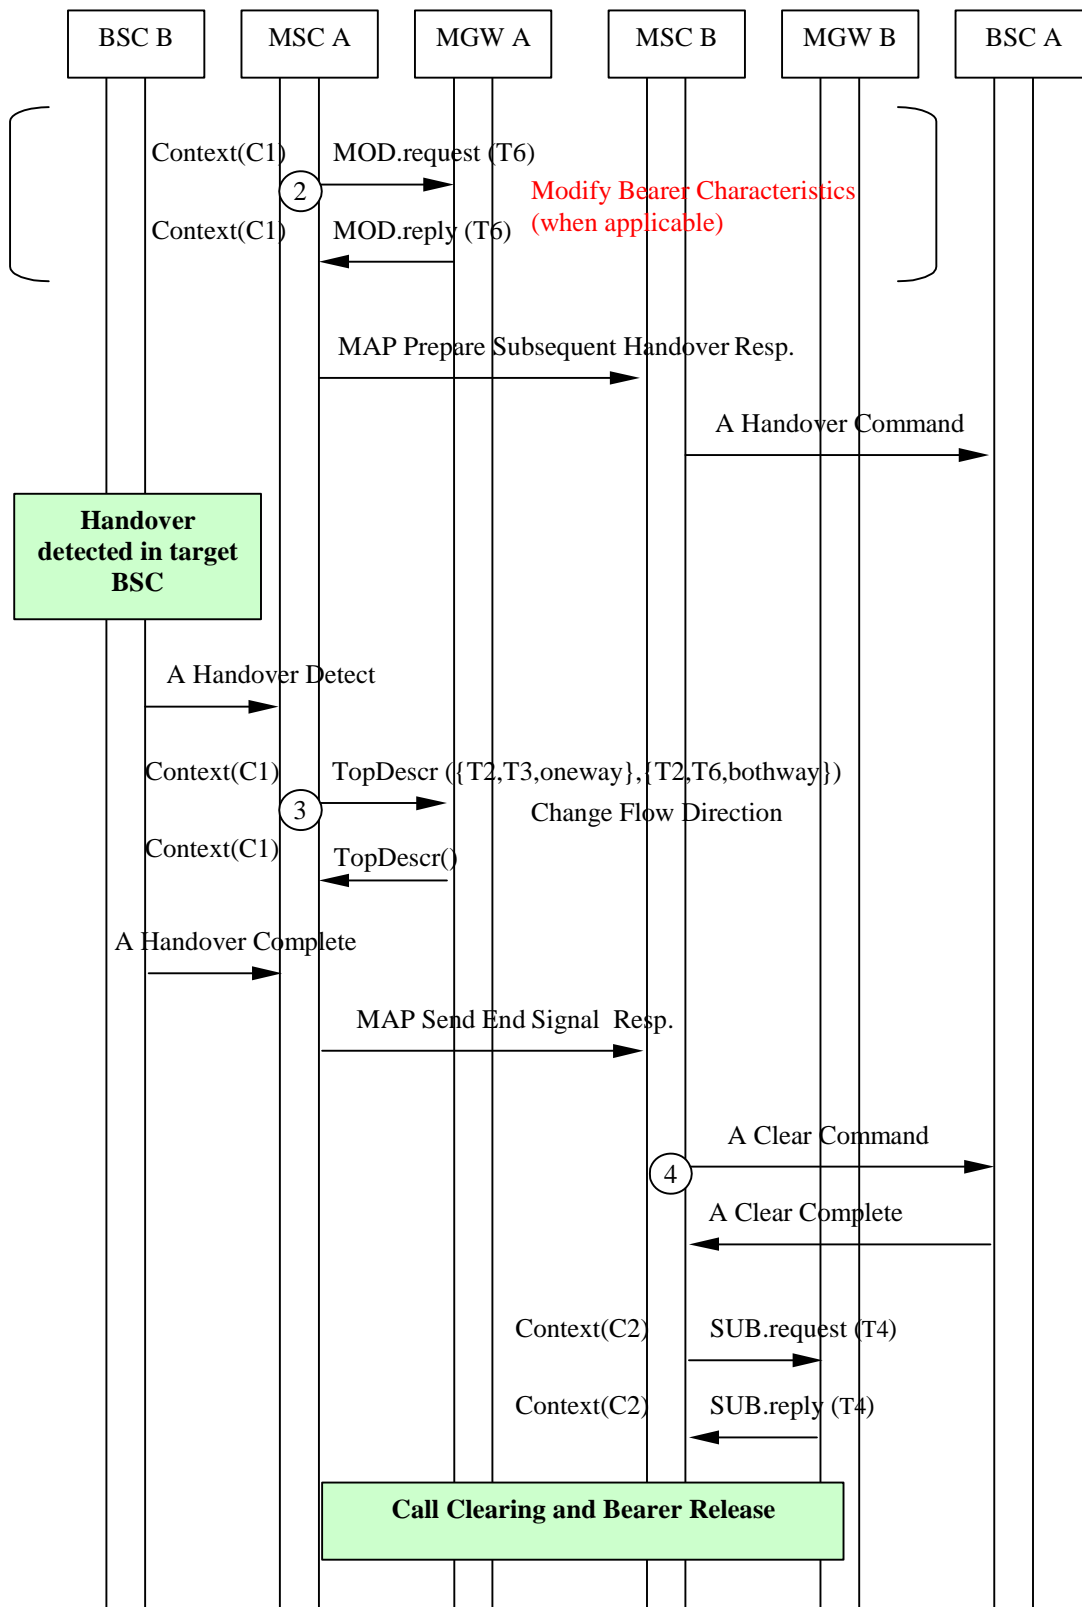 BSC B
MSC A
MGW A
MSC B
MGW B
BSC A
Context(C1) MOD.request (T6)
2
Modify Bearer Characteristics
(when applicable)
Context(C1) MOD.reply (T6)
MAP Prepare Subsequent Handover Resp.
A Handover Command
Handover
detected in target
BSC
A Handover Detect
Context(C1) TopDescr ({T2,T3,oneway},{T2,T6,bothway})
3
Change Flow Direction
Context(C1) TopDescr()
A Handover Complete
MAP Send End Signal Resp.
A Clear Command
4
A Clear Complete
Context(C2) SUB.request (T4)
Context(C2) SUB.reply (T4)
Call Clearing and Bearer Release